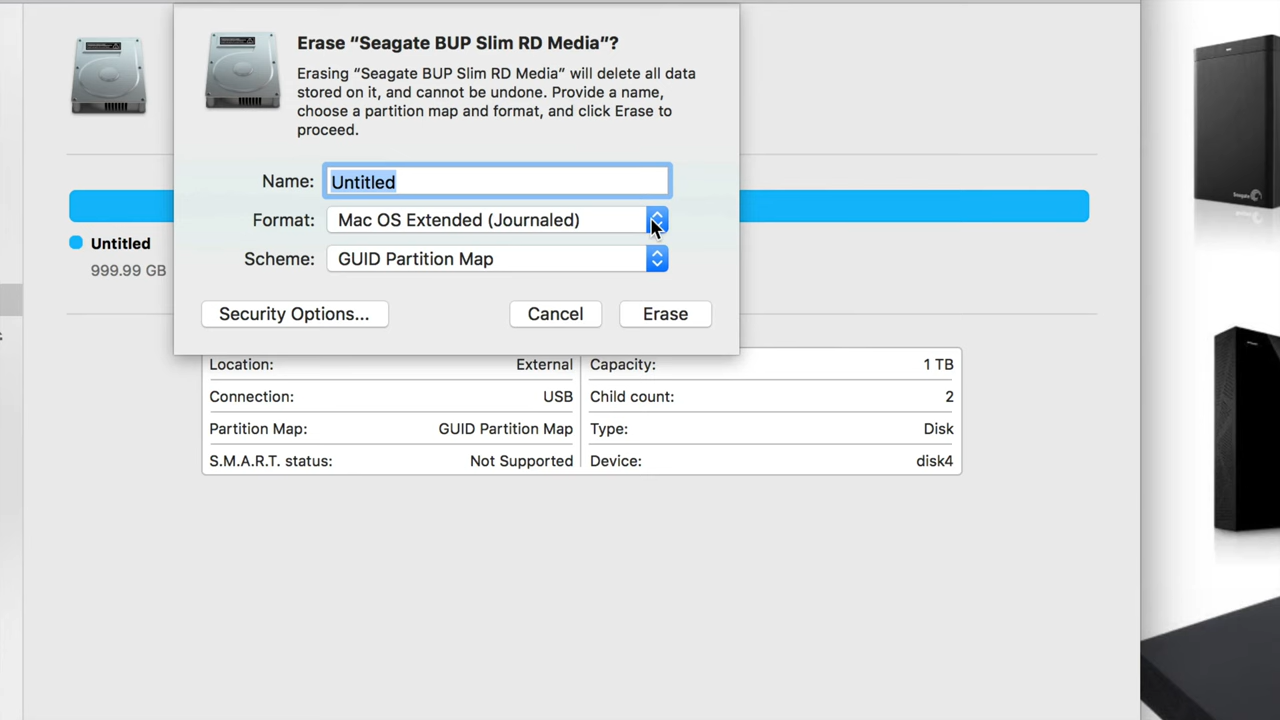 Erase “Seagate BUP Slim RD Media”?
Erasing “Seagate BUP Slim RD Media” will delete all data
stored on it, and cannot be undone. Provide a name,
choose a partition map and format, and click Erase to
proceed.
Name: Untitled
Format: Mac OS Extended (Journaled)
Scheme: GUID Partition Map
Security Options... Cancel Erase
Untitled
999.99 GB
Location: External Capacity: 1 TB
Connection: USB Child count: 2
Partition Map: GUID Partition Map Type: Disk
S.M.A.R.T. status: Not Supported Device: disk4
Seagate